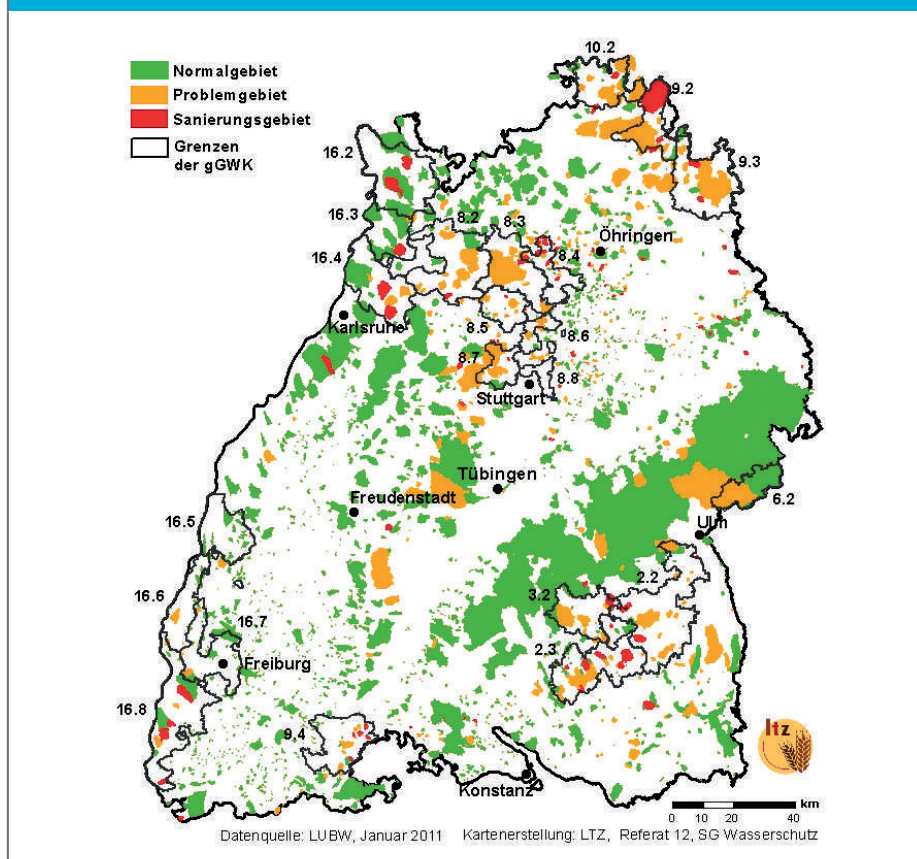 Normalgebiet
Problemgebiet
Sanierungsgebiet
Grenzen
der gGWK
10.2
9.2
9.3
16.2
16.3
8.2
8.3
Öhringen
16.4
8.4
Karlsruhe
8.5
8.6
8.7
8.8
Stuttgart
Tübingen
Freudenstadt
6.2
16.5
Ulm
2.2
3.2
16.6
16.7
2.3
Freiburg
16.8
9.4
ltz
Konstanz
km
0 10 20 40
Datenquelle: LUBW, Januar 2011 Kartenerstellung: LTZ, Referat 12, SG Wasserschutz